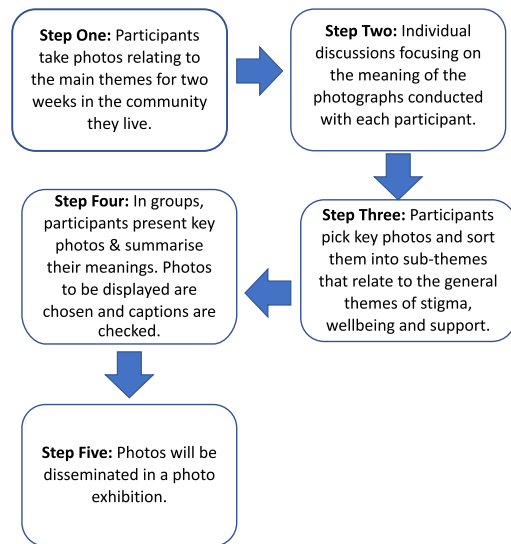 Step One: Participants
take photos relating to
the main themes for two
weeks in the community
they live.
Step Two: Individual
discussions focusing on
the meaning of the
photographs conducted
with each participant.
Step Three: Participants
pick key photos and sort
them into sub-themes
that relate to the general
themes of stigma,
wellbeing and support.
Step Four: In groups,
participants present key
photos & summarise
their meanings. Photos
to be displayed are
chosen and captions are
checked.
Step Five: Photos will be
disseminated in a photo
exhibition.